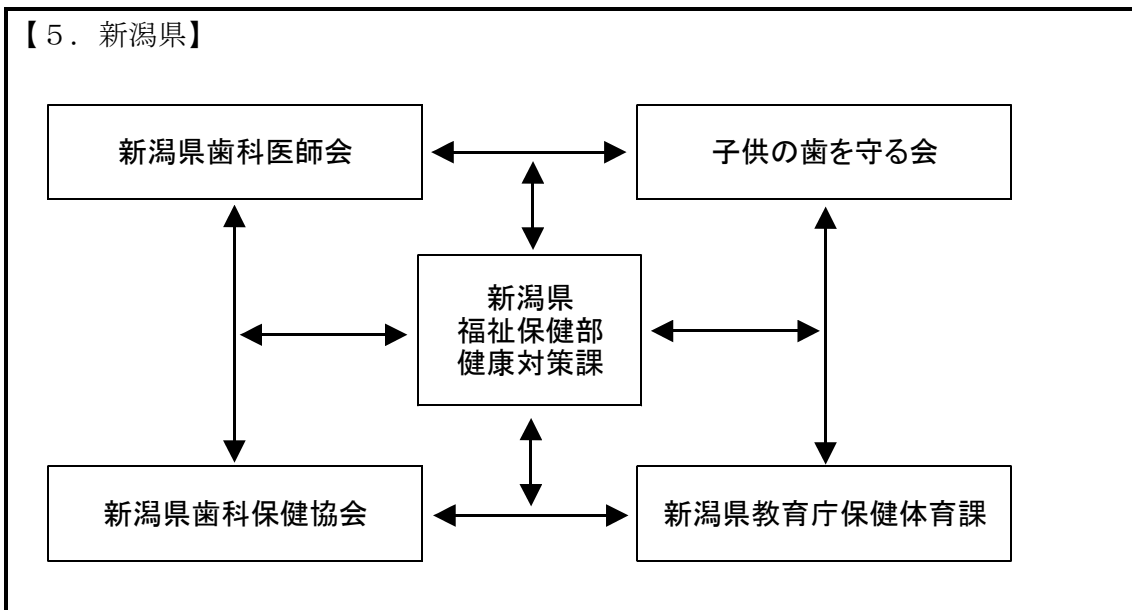 【５．新潟県】
新潟県歯科医師会
子供の歯を守る会
新潟県
福祉保健部
健康対策課
新潟県歯科保健協会
新潟県教育庁保健体育課